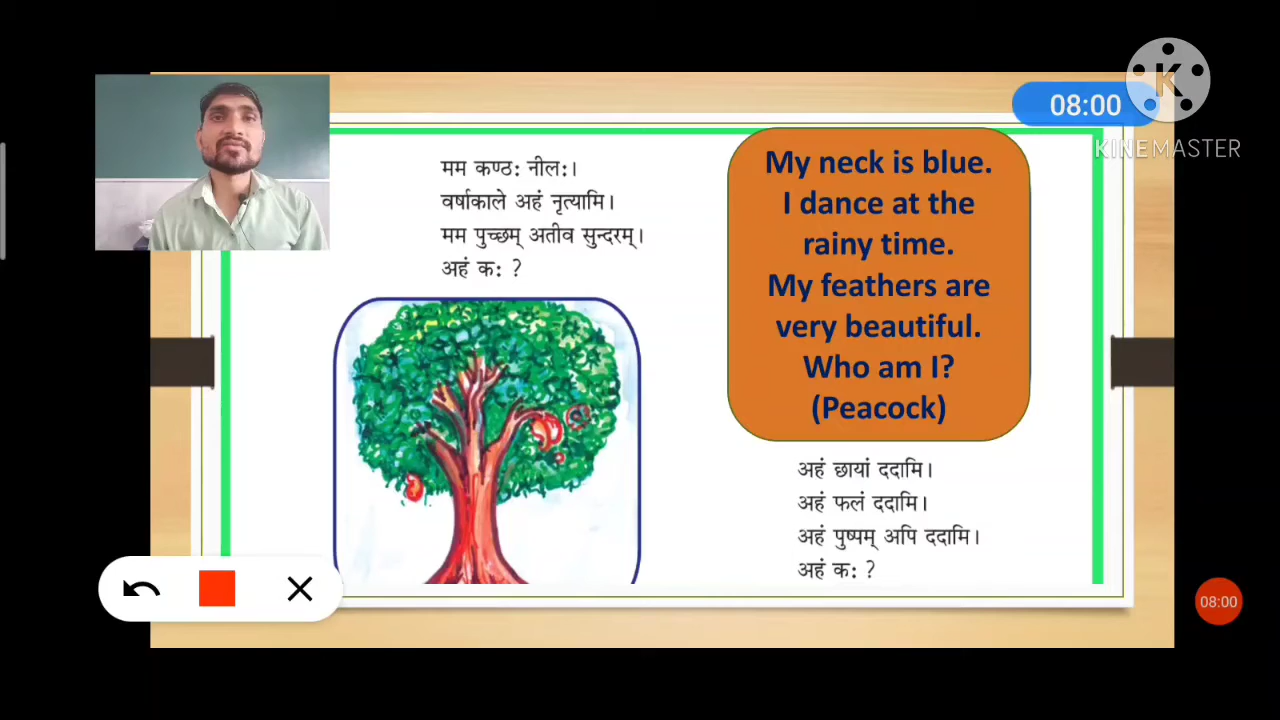 08:00
KINEMASTER
मम कण्ठः नीलः।
वर्षाकाले अहं नृत्यामि।
मम पुच्छम् अतीव सुन्दरम्।
अहं कः ?
My neck is blue.
I dance at the
rainy time.
My feathers are
very beautiful.
Who am I?
(Peacock)
अहं छायां ददामि।
अहं फलं ददामि।
अहं पुष्पम् अपि ददामि।
अहं कः ?
08:00